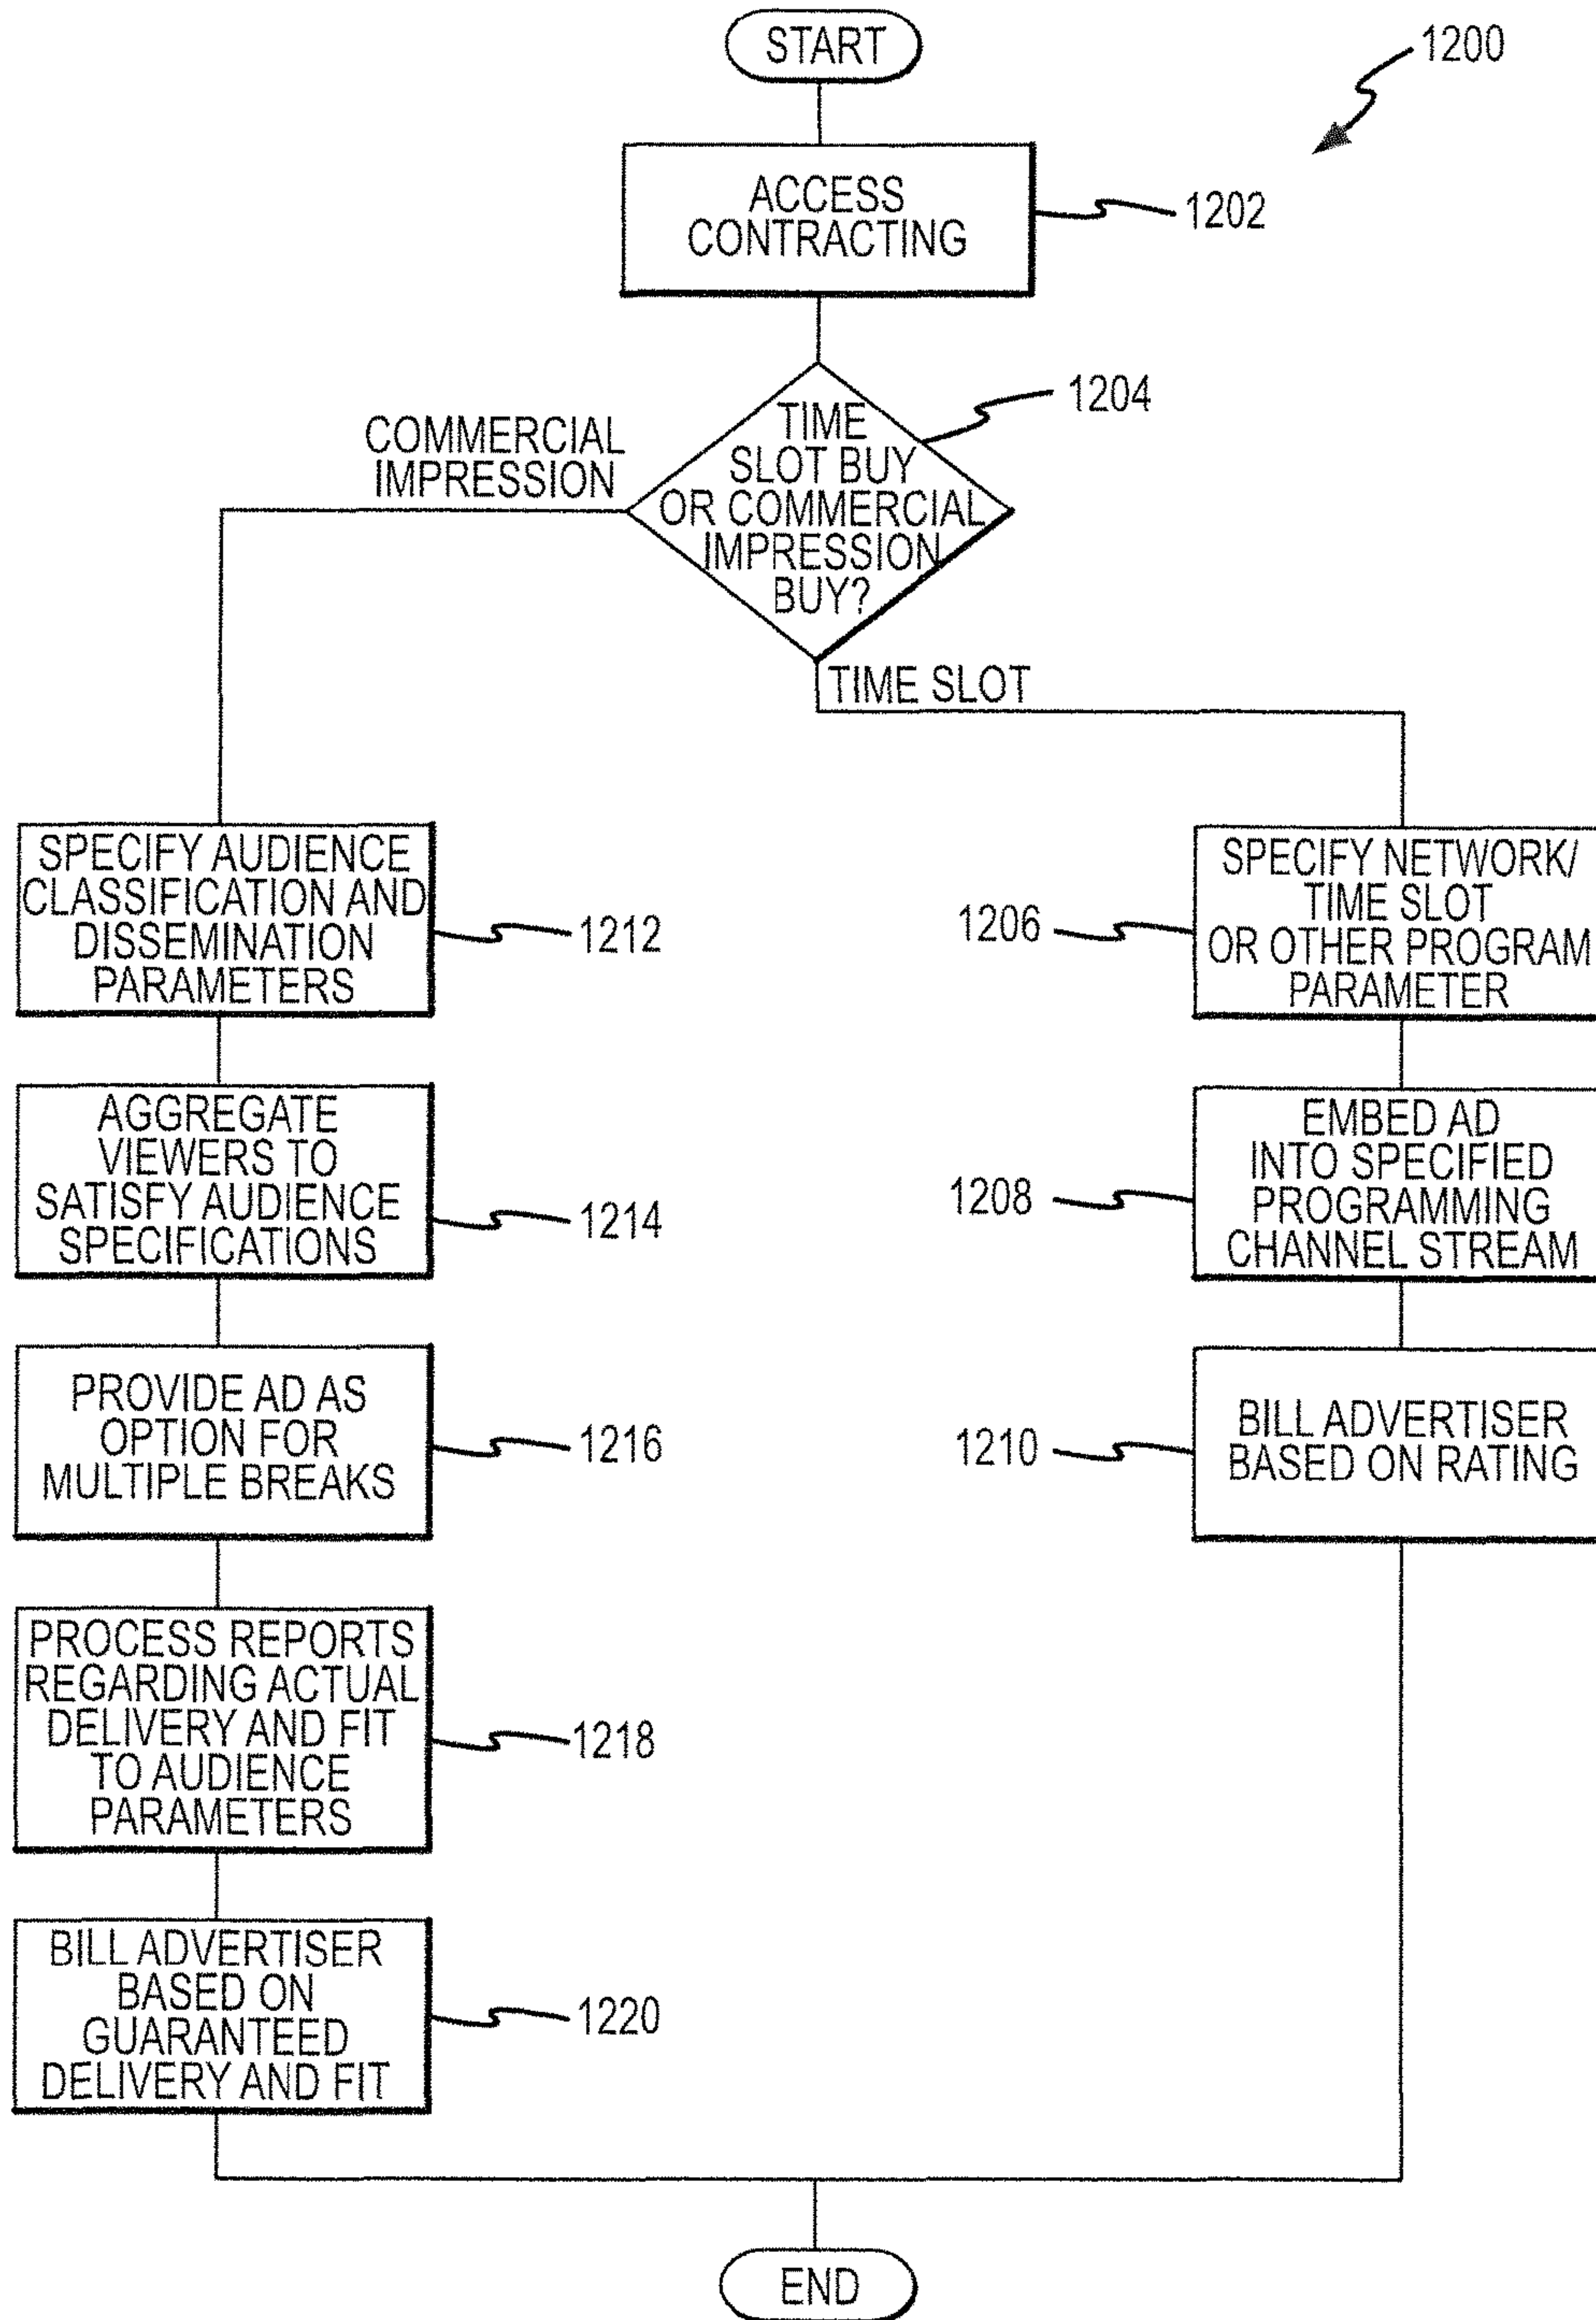 START
1200
ACCESS
CONTRACTING
1202
1204
TIME
SLOT BUY
OR COMMERCIAL
IMPRESSION
BUY?
COMMERCIAL
IMPRESSION
TIME SLOT
SPECIFY AUDIENCE
CLASSIFICATION AND
DISSEMINATION
PARAMETERS
1212
AGGREGATE
VIEWERS TO
SATISFY AUDIENCE
SPECIFICATIONS
1214
PROVIDE AD AS
OPTION FOR
MULTIPLE BREAKS
1216
PROCESS REPORTS
REGARDING ACTUAL
DELIVERY AND FIT
TO AUDIENCE
PARAMETERS
1218
BILL ADVERTISER
BASED ON
GUARANTEED
DELIVERY AND FIT
1220
1206
SPECIFY NETWORK/
TIME SLOT
OR OTHER PROGRAM
PARAMETER
1208
EMBED AD
INTO SPECIFIED
PROGRAMMING
CHANNEL STREAM
1210
BILL ADVERTISER
BASED ON RATING
END